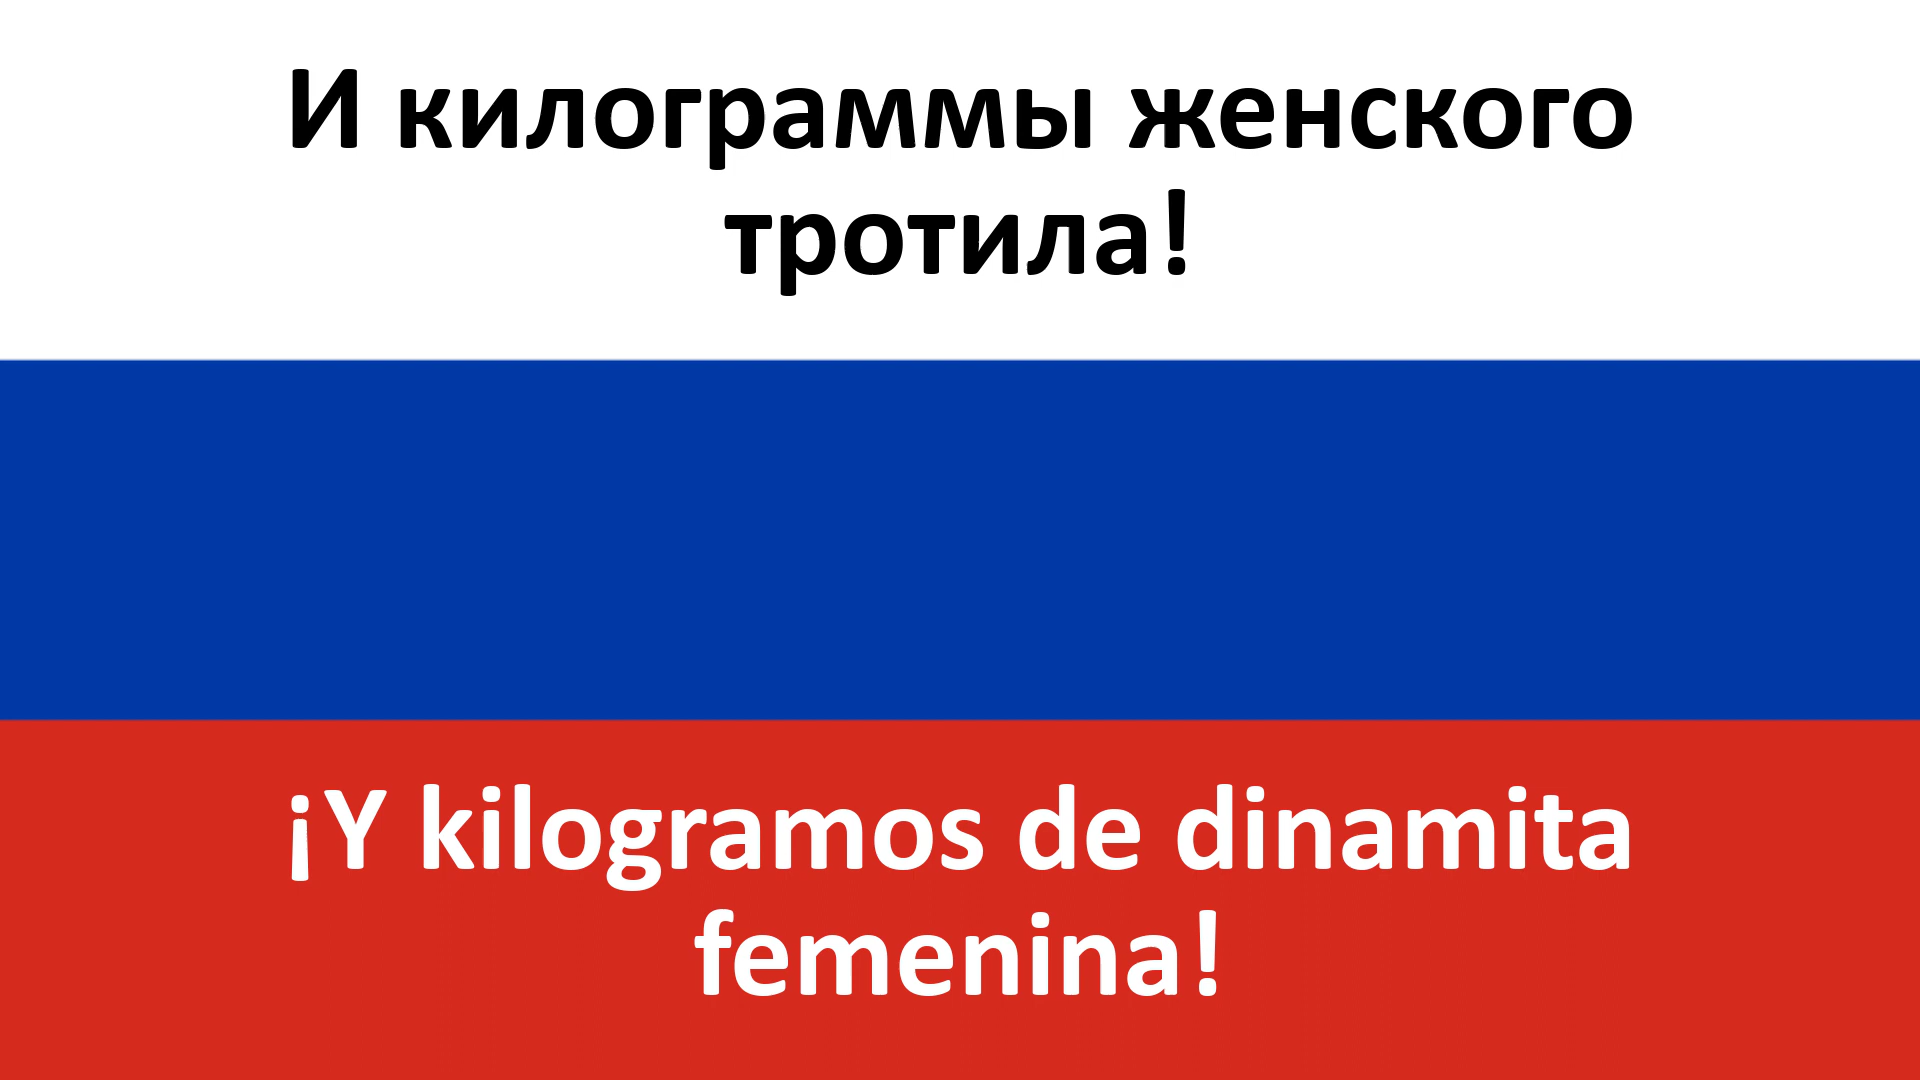 И килограммы женского
тротила!
¡Y kilogramos de dinamita
femenina!